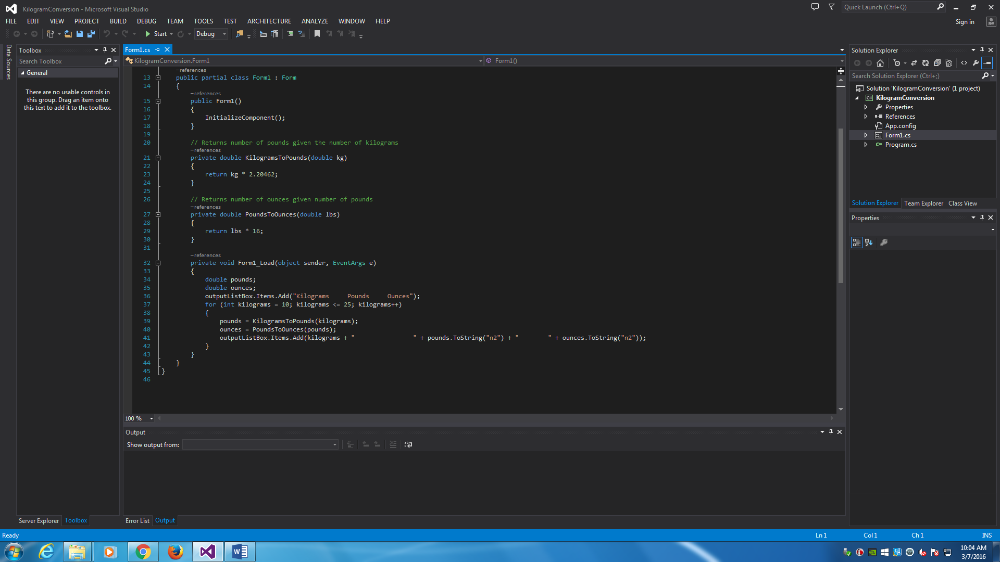 KilogramConversion - Microsoft Visual Studio
Quick Launch (Ctrl+Q)
FILE EDIT VIEW PROJECT BUILD DEBUG TEAM TOOLS TEST ARCHITECTURE ANALYZE WINDOW HELP
Sign in
Start Debug
Data Sources
Toolbox
Search Toolbox
General
There are no usable controls in
this group. Drag an item onto
this text to add it to the toolbox.
Server Explorer Toolbox
Form1.cs
KilogramConversion.Form1 Form1()
-references
13 public partial class Form1 : Form
14 {
-references
15 public Form1()
16 {
17 InitializeComponent();
18 }
19
20 // Returns number of pounds given the number of kilograms
-references
21 private double KilogramsToPounds(double kg)
22 {
23 return kg * 2.20462;
24 }
25
26 // Returns number of ounces given number of pounds
-references
27 private double PoundsToOunces(double lbs)
28 {
29 return lbs * 16;
30 }
31
-references
32 private void Form1_Load(object sender, EventArgs e)
33 {
34 double pounds;
35 double ounces;
36 outputListBox.Items.Add("Kilograms     Pounds     Ounces");
37 for (int kilograms = 10; kilograms <= 25; kilograms++)
38 {
39 pounds = KilogramsToPounds(kilograms);
40 ounces = PoundsToOunces(pounds);
41 outputListBox.Items.Add(kilograms + "                " + pounds.ToString("n2") + "        " + ounces.ToString("n2"));
42 }
43 }
44 }
45 }
46
100 %
Output
Show output from:
Error List Output
Solution Explorer
Search Solution Explorer (Ctrl+;)
Solution 'KilogramConversion' (1 project)
C# KilogramConversion
Properties
References
App.config
Form1.cs
C# Program.cs
Solution Explorer Team Explorer Class View
Properties
Ready Ln 1 Col 1 Ch 1 INS
10:04 AM
3/7/2016